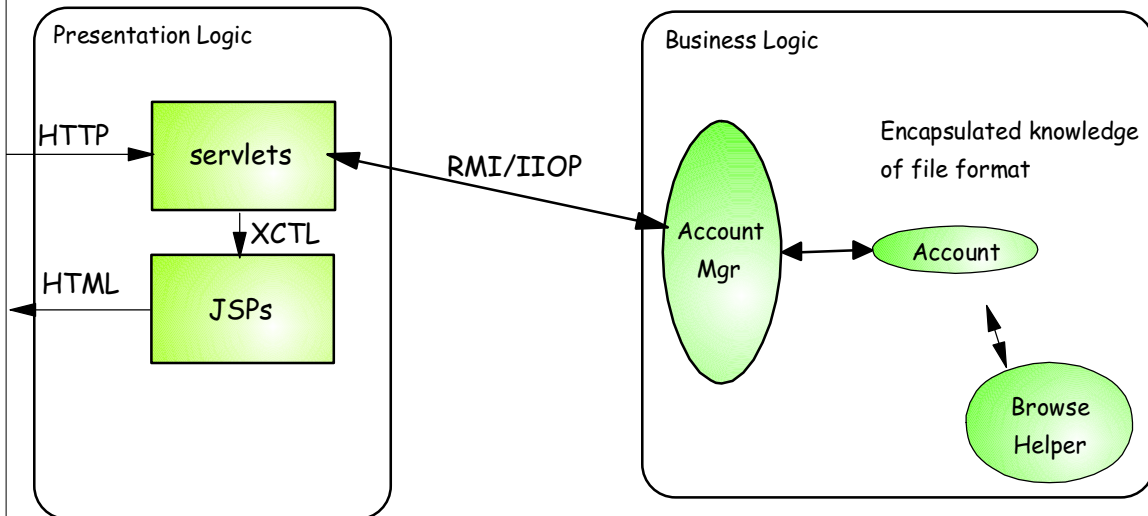 Presentation Logic
HTTP
servlets
XCTL
HTML
JSPs
RMI/IIOP
Business Logic
Encapsulated knowledge
of file format
Account
Mgr
Account
Browse
Helper